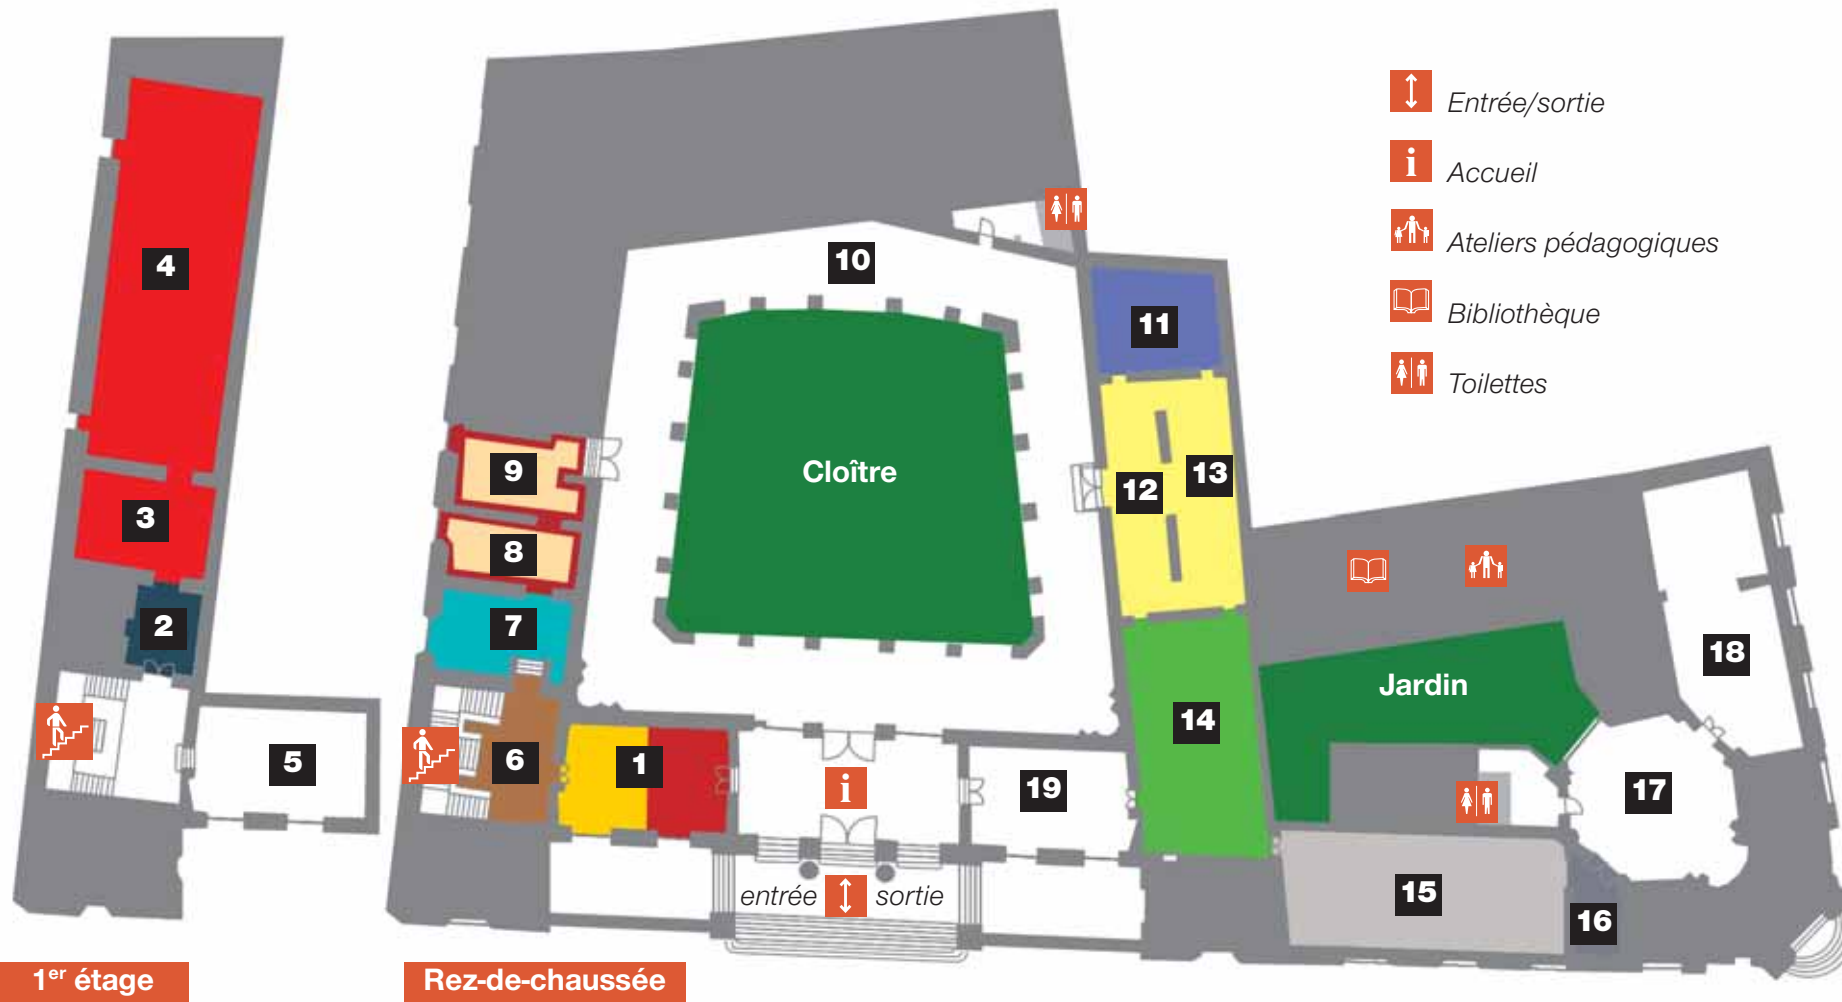 Entrée/sortie
i Accueil
Ateliers pédagogiques
Bibliothèque
Toilettes
4
3
2
5
1er étage
10
11
9
8
7
6
1
Cloître
12
13
14
i
19
entrée
sortie
Jardin
18
17
15
16
Rez-de-chaussée